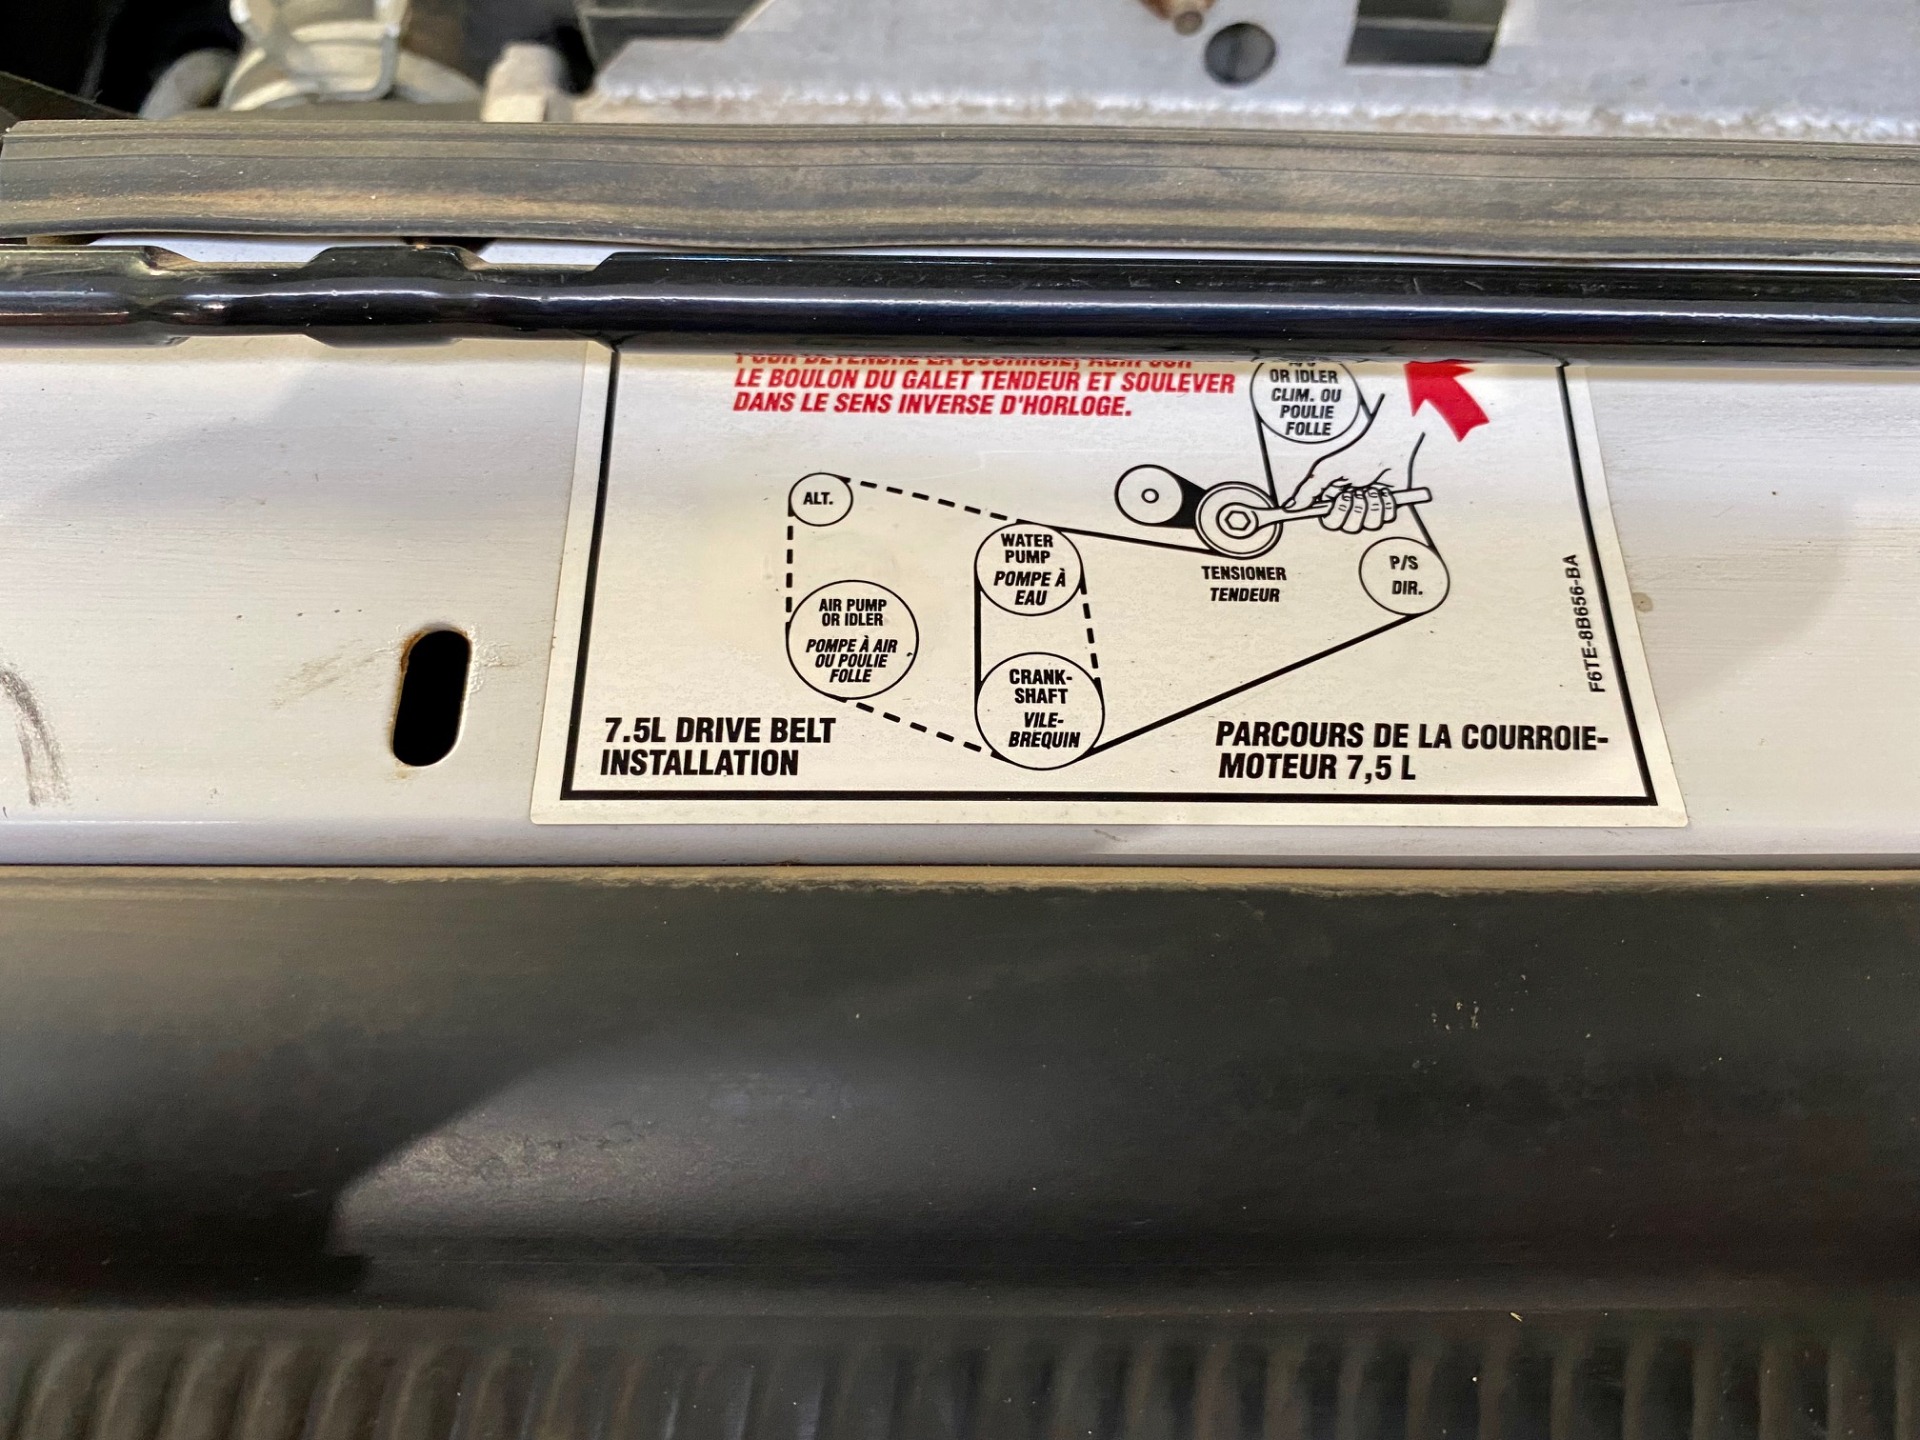 LE BOULON DU GALET TENDEUR ET SOULEVER
DANS LE SENS INVERSE D'HORLOGE.
OR IDLER
CLIM. OU
POULIE
FOLLE
ALT.
WATER
PUMP
POMPE À
EAU
TENSIONER
TENDEUR
P/S
DIR.
AIR PUMP
OR IDLER
POMPE À AIR
OU POULIE
FOLLE
CRANK-
SHAFT
VILE-
BREQUIN
F6TE-8B656-BA
7.5L DRIVE BELT
INSTALLATION
PARCOURS DE LA COURROIE-
MOTEUR 7,5 L